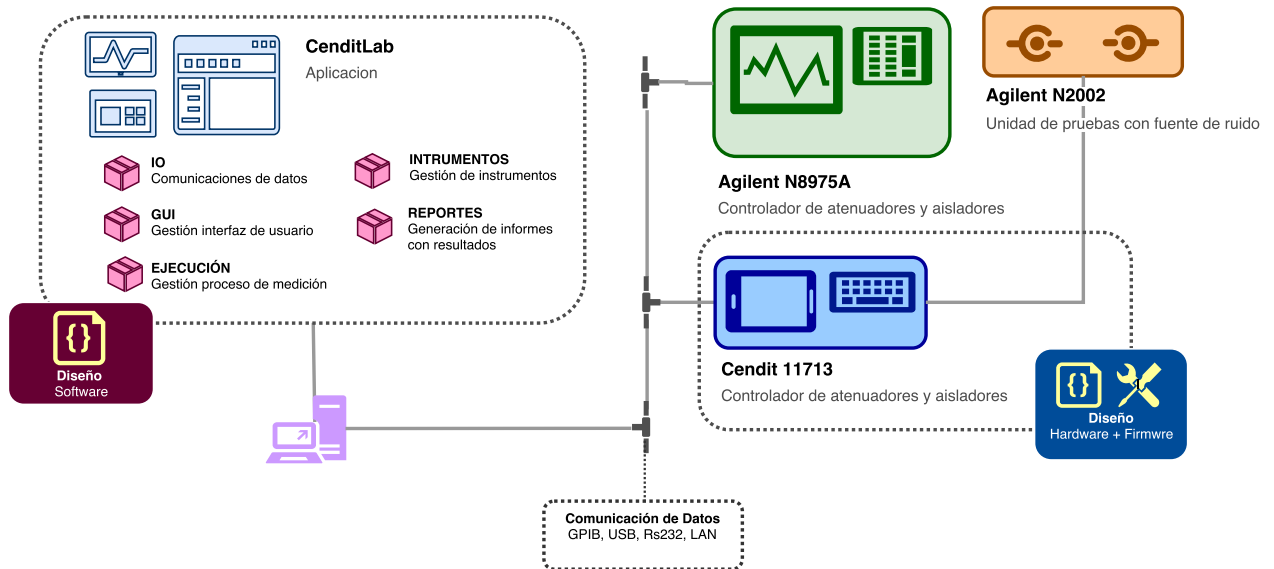 CenditLab
Aplicacion
IO
Comunicaciones de datos
GUI
Gestión interfaz de usuario
EJECUCIÓN
Gestión proceso de medición
INTRUMENTOS
Gestión de instrumentos
REPORTES
Generación de informes
con resultados
Diseño
Software
Agilent N8975A
Controlador de atenuadores y aisladores
Agilent N2002
Unidad de pruebas con fuente de ruido
Cendit 11713
Controlador de atenuadores y aisladores
Diseño
Hardware + Firmwre
Comunicación de Datos
GPIB, USB, Rs232, LAN